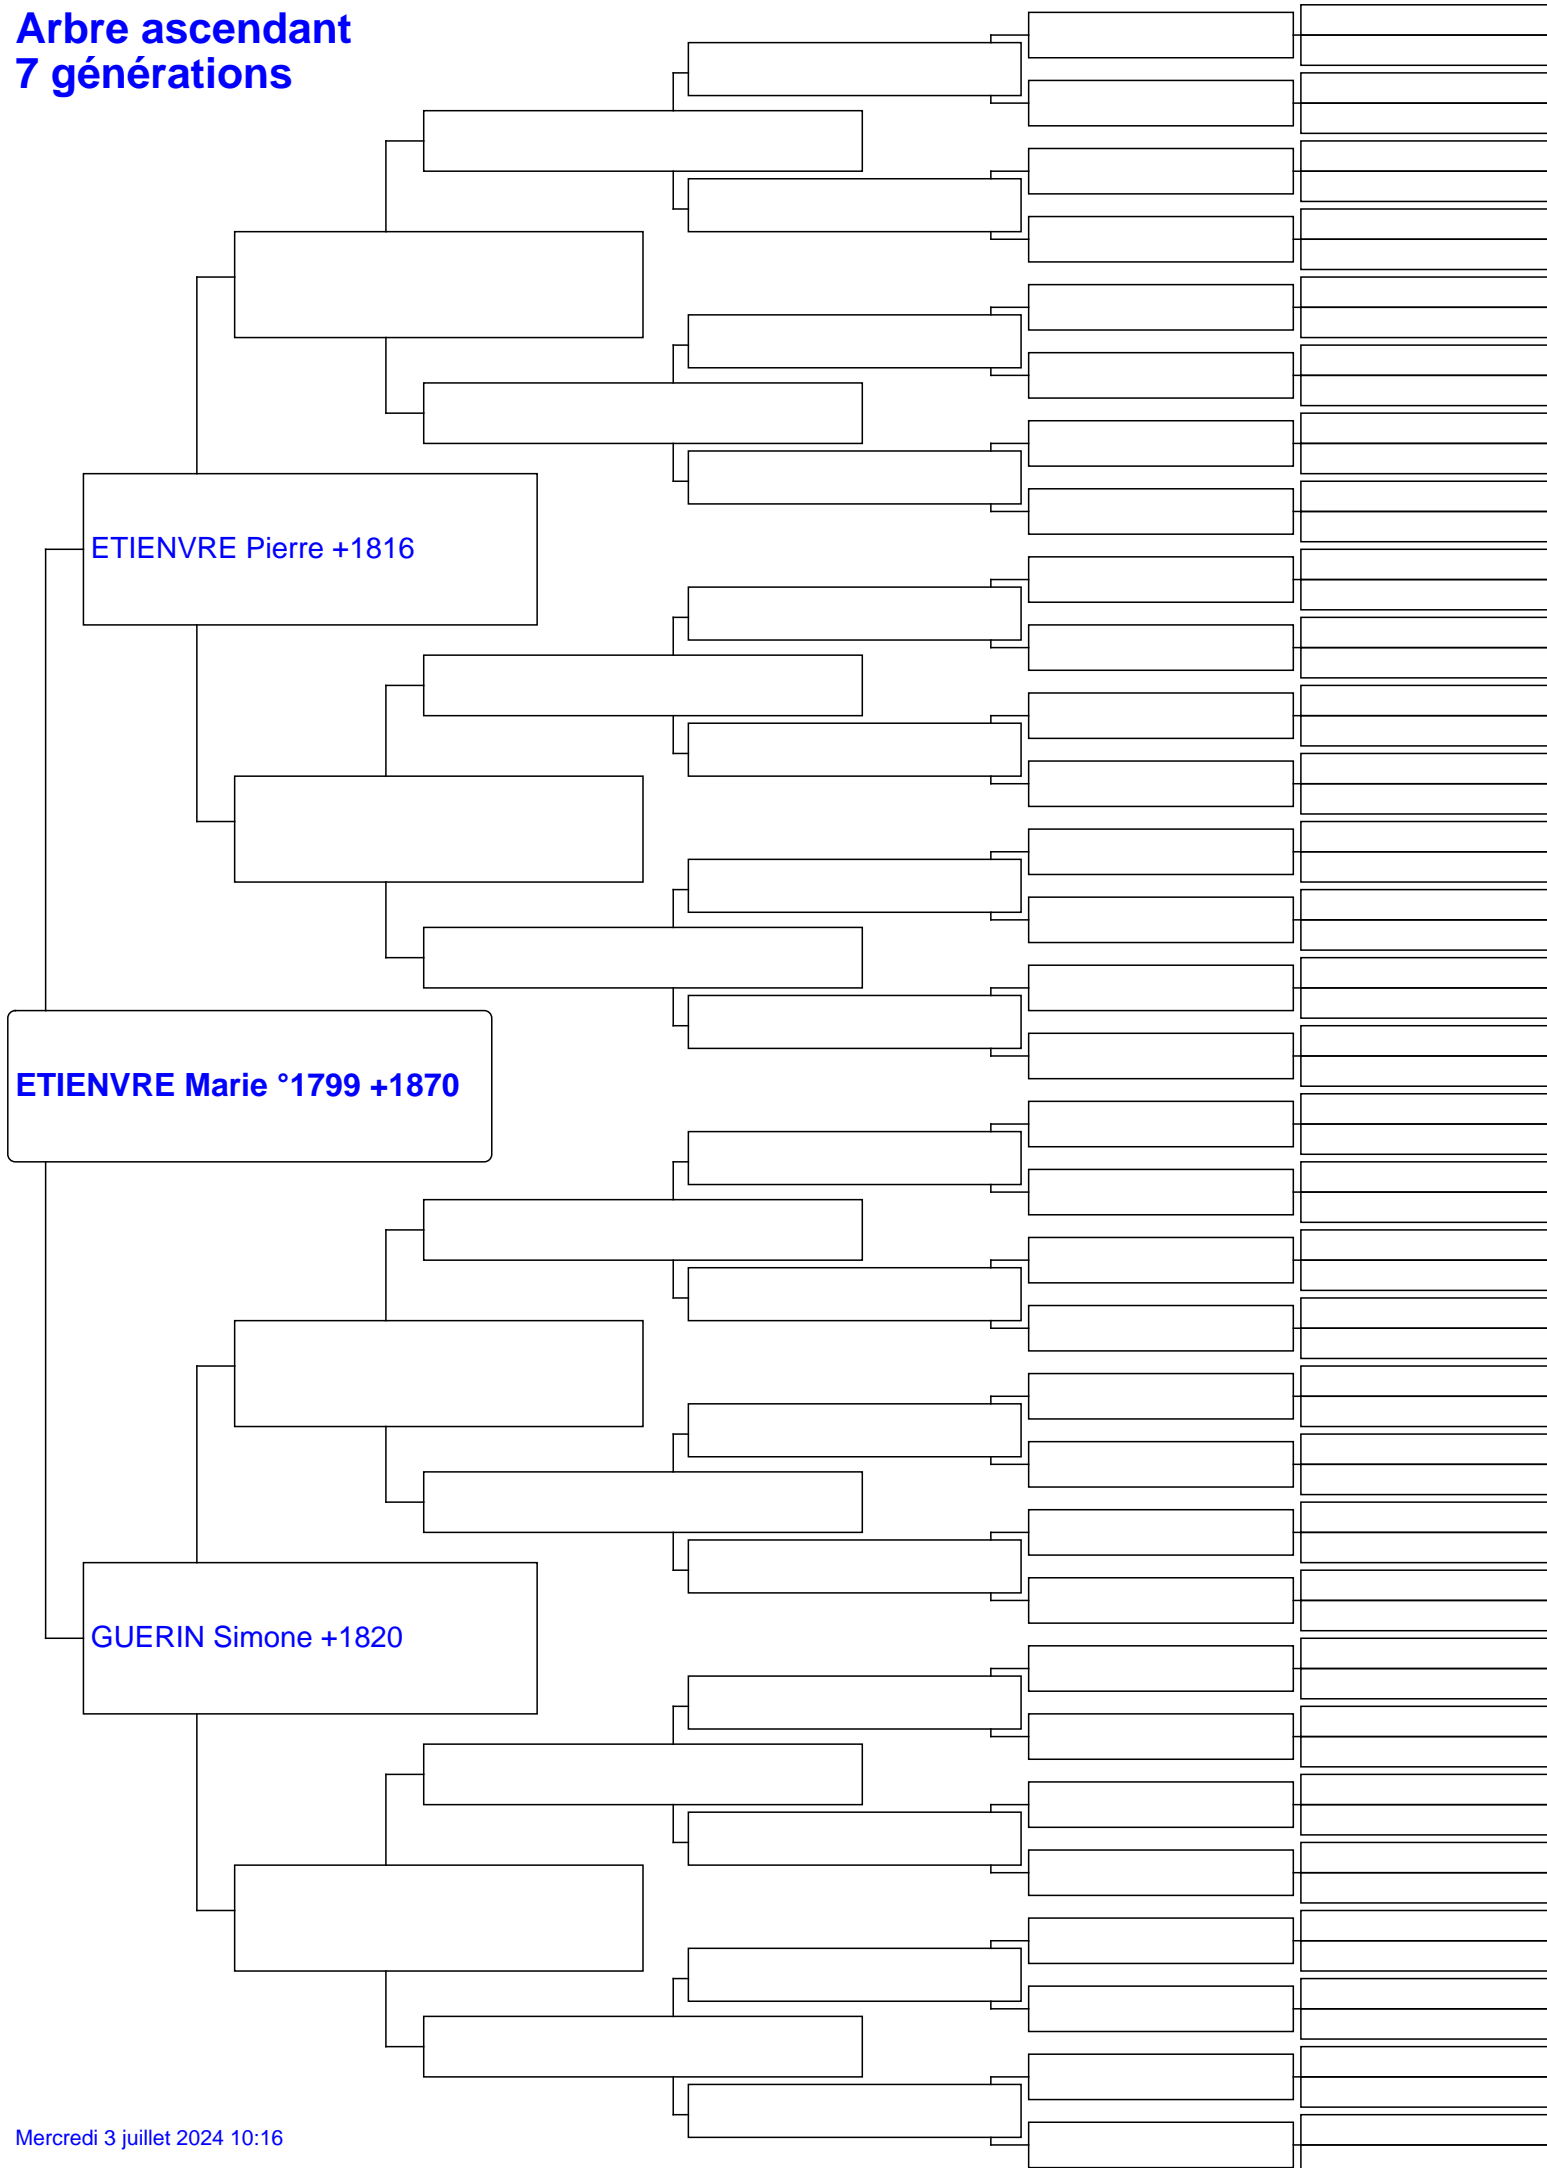 Arbre ascendant
7 générations
ETIENVRE Pierre +1816
ETIENVRE Marie °1799 +1870
GUERIN Simone +1820
Mercredi 3 juillet 2024 10:16